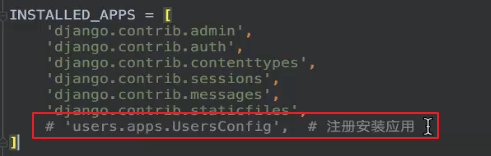 INSTALLED_APPS = [
'django.contrib.admin',
'django.contrib.auth',
'django.contrib.contenttypes',
'django.contrib.sessions',
'django.contrib.messages',
'django.contrib.staticfiles',
# 'users.apps.UsersConfig',  # 注册安装应用
]